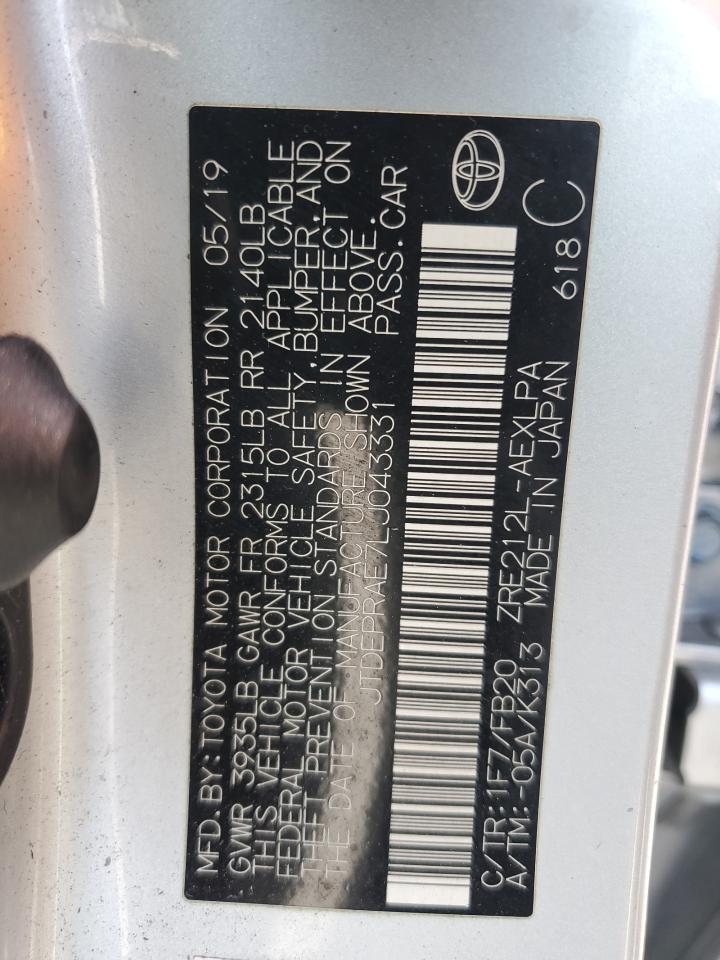 MFD. BY: TOYOTA MOTOR CORPORATION 05/19
GVWR 3935LB GAWR FR 2315LB RR 2140LB
THIS VEHICLE CONFORMS TO ALL APPLICABLE
FEDERAL MOTOR VEHICLE SAFETY, BUMPER, AND
THEFT PREVENTION STANDARDS IN EFFECT ON
THE DATE OF MANUFACTURE SHOWN ABOVE.
JTDEPRAE7LJ043331 PASS. CAR
C/TR: 1F7/FB20 ZRE212L-AEXLPA
A/TM: -05A/K313 MADE IN JAPAN
618 C